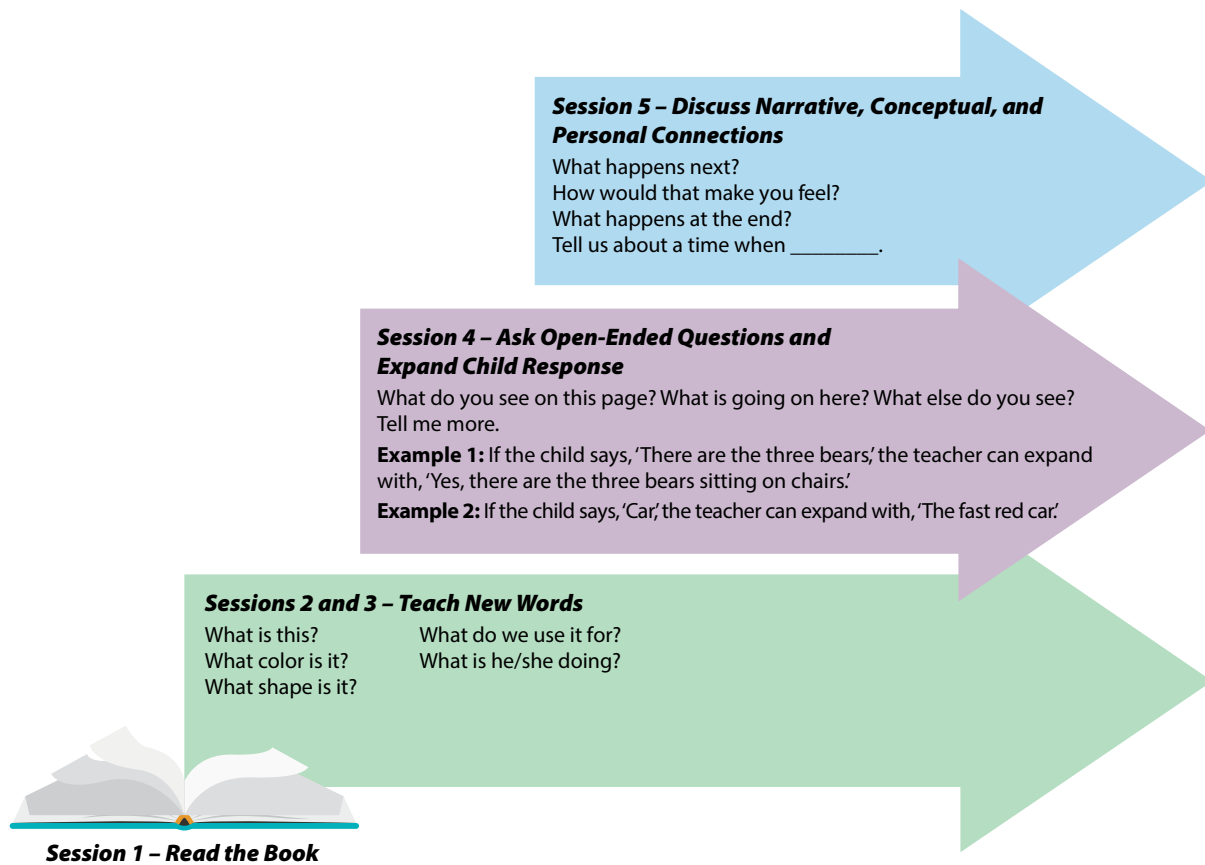 Session 5 – Discuss Narrative, Conceptual, and
Personal Connections
What happens next?
How would that make you feel?
What happens at the end?
Tell us about a time when ________.
Session 4 – Ask Open-Ended Questions and
Expand Child Response
What do you see on this page? What is going on here? What else do you see?
Tell me more.
Example 1: If the child says, ‘There are the three bears,’ the teacher can expand
with, ‘Yes, there are the three bears sitting on chairs.’
Example 2: If the child says, ‘Car,’ the teacher can expand with, ‘The fast red car.’
Sessions 2 and 3 – Teach New Words
What is this?
What color is it?
What shape is it?
What do we use it for?
What is he/she doing?
Session 1 – Read the Book